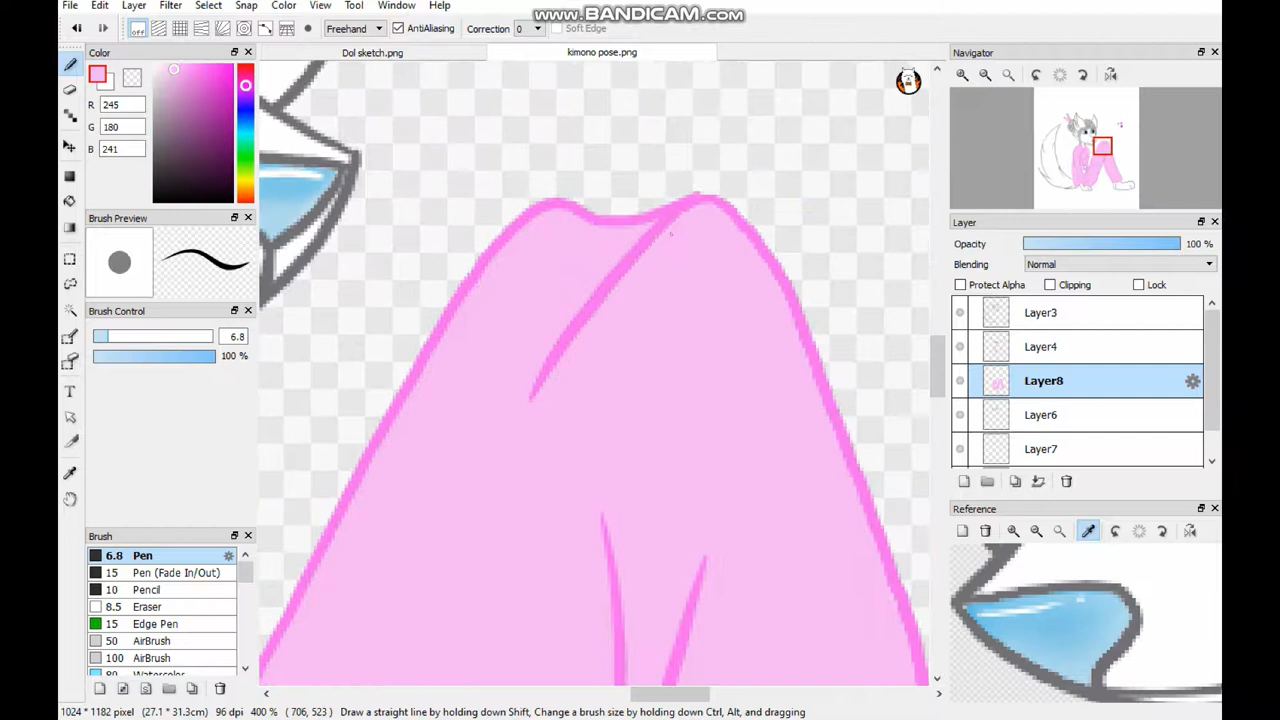 File Edit Layer Filter Select Snap Color View Tool Window Help
www.BANDICAM.com
off Freehand AntiAliasing Correction 0 Soft Edge
Color
Dol sketch.png kimono pose.png
Navigator
R 245
G 180
B 241
Brush Preview
Layer
Opacity 100 %
Blending Normal
Protect Alpha Clipping Lock
Brush Control
6.8
100 %
Layer3
Layer4
Layer8
Layer6
Layer7
T
Reference
Brush
6.8 Pen
15 Pen (Fade In/Out)
10 Pencil
8.5 Eraser
15 Edge Pen
50 AirBrush
100 AirBrush
80 Watercolor
1024 * 1182 pixel (27.1 * 31.3cm) 96 dpi 400 % ( 706, 523 ) Draw a straight line by holding down Shift, Change a brush size by holding down Ctrl, Alt, and dragging